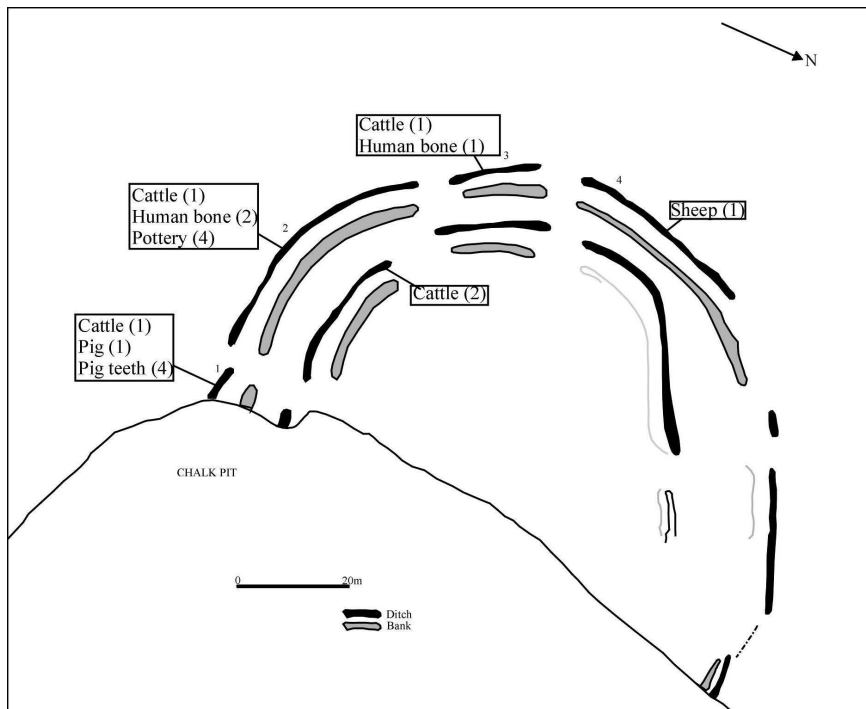 N
Cattle (1)
Human bone (1)
3
4
Cattle (1)
Human bone (2)
Pottery (4)
2
Sheep (1)
Cattle (2)
Cattle (1)
Pig (1)
Pig teeth (4)
1
CHALK PIT
0 20m
Ditch
Bank